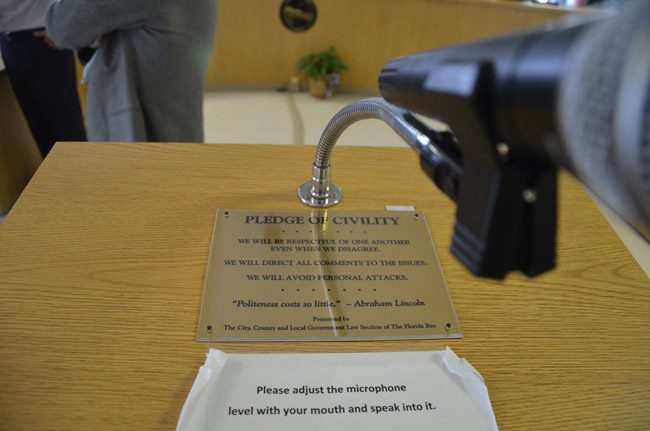 PLEDGE OF CIVILITY
WE WILL BE RESPECTFUL OF ONE ANOTHER
EVEN WHEN WE DISAGREE.
WE WILL DIRECT ALL COMMENTS TO THE ISSUES.
WE WILL AVOID PERSONAL ATTACKS.
"Politeness costs so little." – Abraham Lincoln
Presented by
The City, County and Local Government Law Section of The Florida Bar.
Please adjust the microphone
level with your mouth and speak into it.